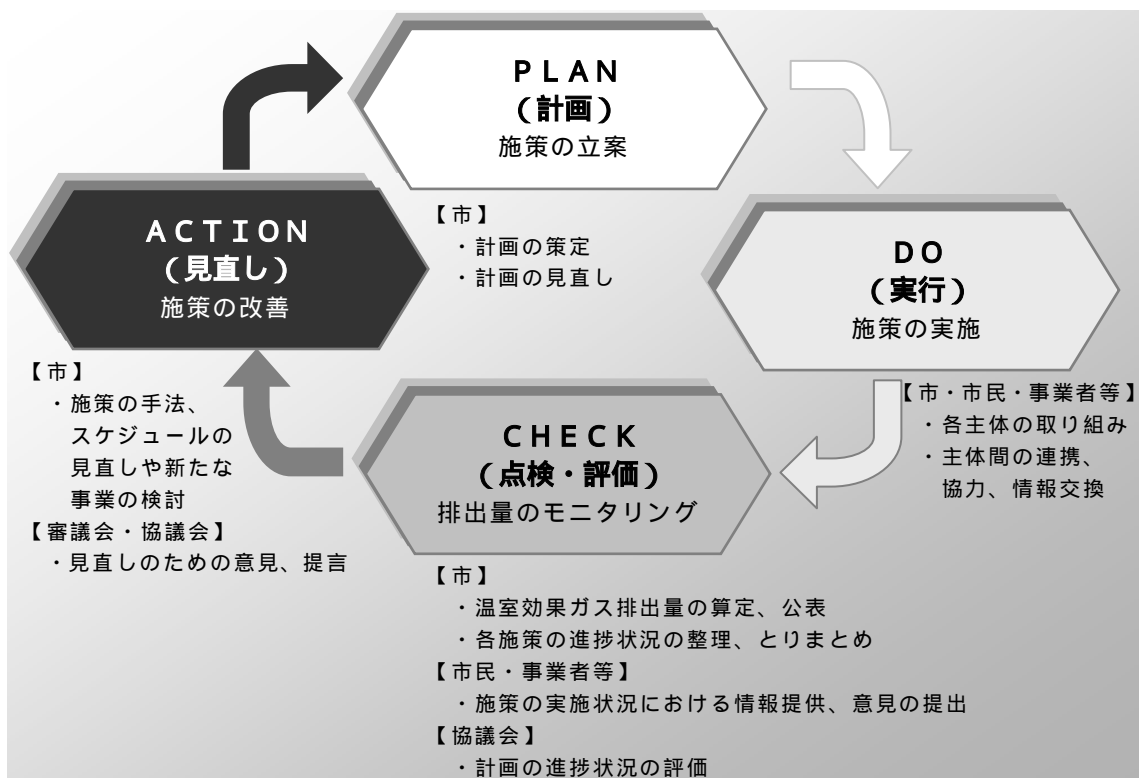 ＰＬＡＮ
（計画）
施策の立案
【市】
・計画の策定
・計画の見直し
ＤＯ
（実行）
施策の実施
【市・市民・事業者等】
・各主体の取り組み
・主体間の連携、
協力、情報交換
ＣＨＥＣＫ
（点検・評価）
排出量のモニタリング
【市】
・温室効果ガス排出量の算定、公表
・各施策の進捗状況の整理、とりまとめ
【市民・事業者等】
・施策の実施状況における情報提供、意見の提出
【協議会】
・計画の進捗状況の評価
ＡＣＴＩＯＮ
（見直し）
施策の改善
【市】
・施策の手法、
スケジュールの
見直しや新たな
事業の検討
【審議会・協議会】
・見直しのための意見、提言